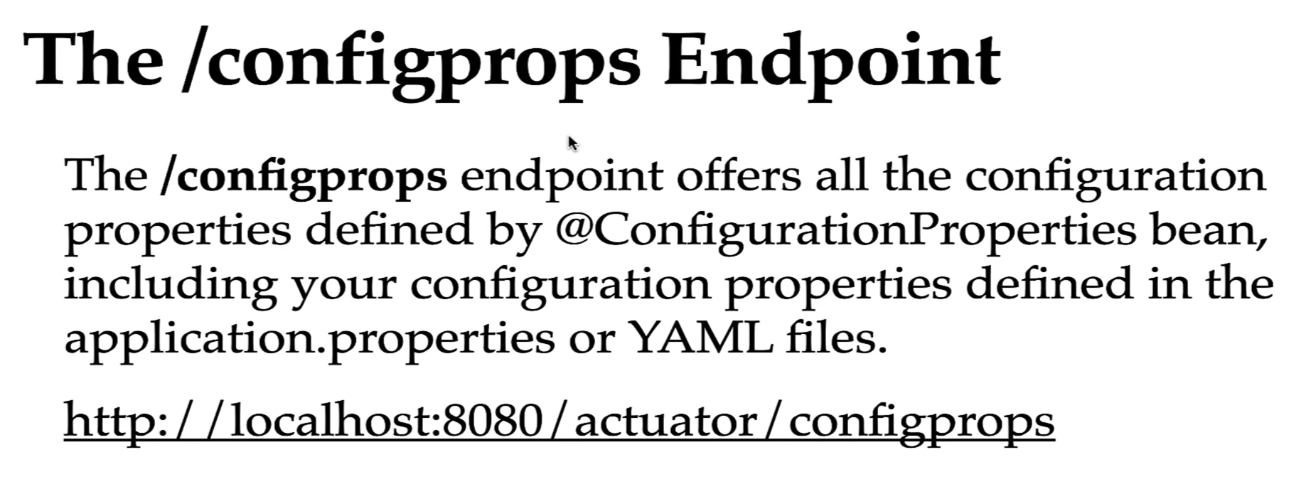 The /configprops Endpoint
The /configprops endpoint offers all the configuration
properties defined by @ConfigurationProperties bean,
including your configuration properties defined in the
application.properties or YAML files.
http://localhost:8080/actuator/configprops